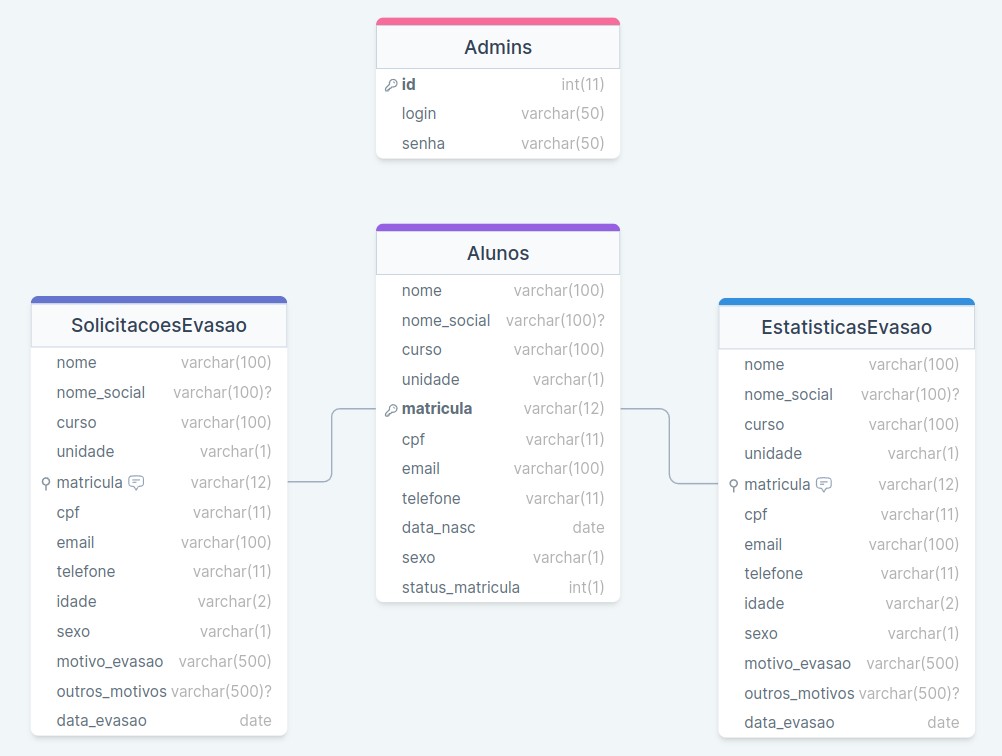 Admins
id int(11)
login varchar(50)
senha varchar(50)
Alunos
nome varchar(100)
nome_social varchar(100)?
curso varchar(100)
unidade varchar(1)
matricula varchar(12)
cpf varchar(11)
email varchar(100)
telefone varchar(11)
data_nasc date
sexo varchar(1)
status_matricula int(1)
SolicitacoesEvasao
nome varchar(100)
nome_social varchar(100)?
curso varchar(100)
unidade varchar(1)
matricula varchar(12)
cpf varchar(11)
email varchar(100)
telefone varchar(11)
idade varchar(2)
sexo varchar(1)
motivo_evasao varchar(500)
outros_motivos varchar(500)?
data_evasao date
EstatisticasEvasao
nome varchar(100)
nome_social varchar(100)?
curso varchar(100)
unidade varchar(1)
matricula varchar(12)
cpf varchar(11)
email varchar(100)
telefone varchar(11)
idade varchar(2)
sexo varchar(1)
motivo_evasao varchar(500)
outros_motivos varchar(500)?
data_evasao date